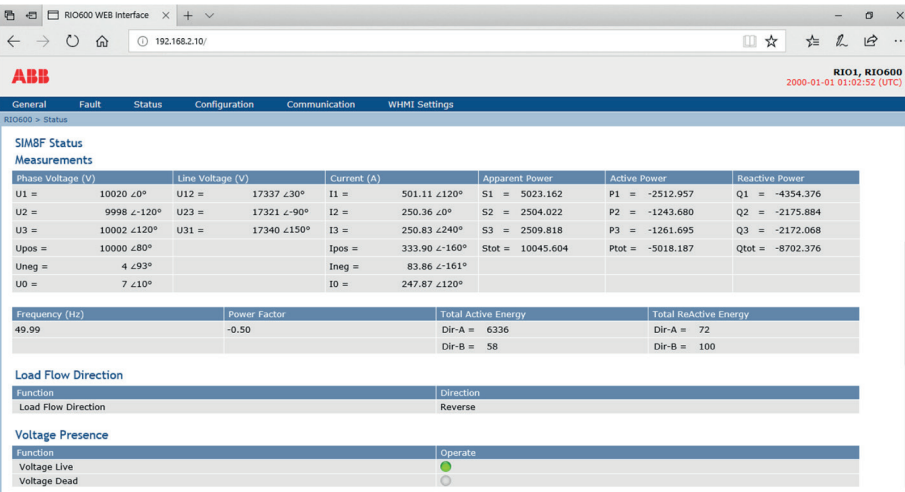 RIO600 WEB Interface
192.168.2.10/
ABB
RIO1, RIO600
2000-01-01 01:02:52 (UTC)
General Fault Status Configuration Communication WHMI Settings
RIO600 > Status
SIM8F Status
Measurements
Phase Voltage (V) Line Voltage (V) Current (A) Apparent Power Active Power Reactive Power
U1 = 10020 ∠0° U12 = 17337 ∠30° I1 = 501.11 ∠120° S1 = 5023.162 P1 = -2512.957 Q1 = -4354.376
U2 = 9998 ∠-120° U23 = 17321 ∠-90° I2 = 250.36 ∠0° S2 = 2504.022 P2 = -1243.680 Q2 = -2175.884
U3 = 10002 ∠120° U31 = 17340 ∠150° I3 = 250.83 ∠240° S3 = 2509.818 P3 = -1261.695 Q3 = -2172.068
Upos = 10000 ∠80° Ipos = 333.90 ∠-160° Stot = 10045.604 Ptot = -5018.187 Qtot = -8702.376
Uneg = 4 ∠93° Ineg = 83.86 ∠-161°
U0 = 7 ∠10° I0 = 247.87 ∠120°
Frequency (Hz) Power Factor Total Active Energy Total ReActive Energy
49.99 -0.50 Dir-A = 6336 Dir-A = 72
Dir-B = 58 Dir-B = 100
Load Flow Direction
Function Direction
Load Flow Direction Reverse
Voltage Presence
Function Operate
Voltage Live
Voltage Dead